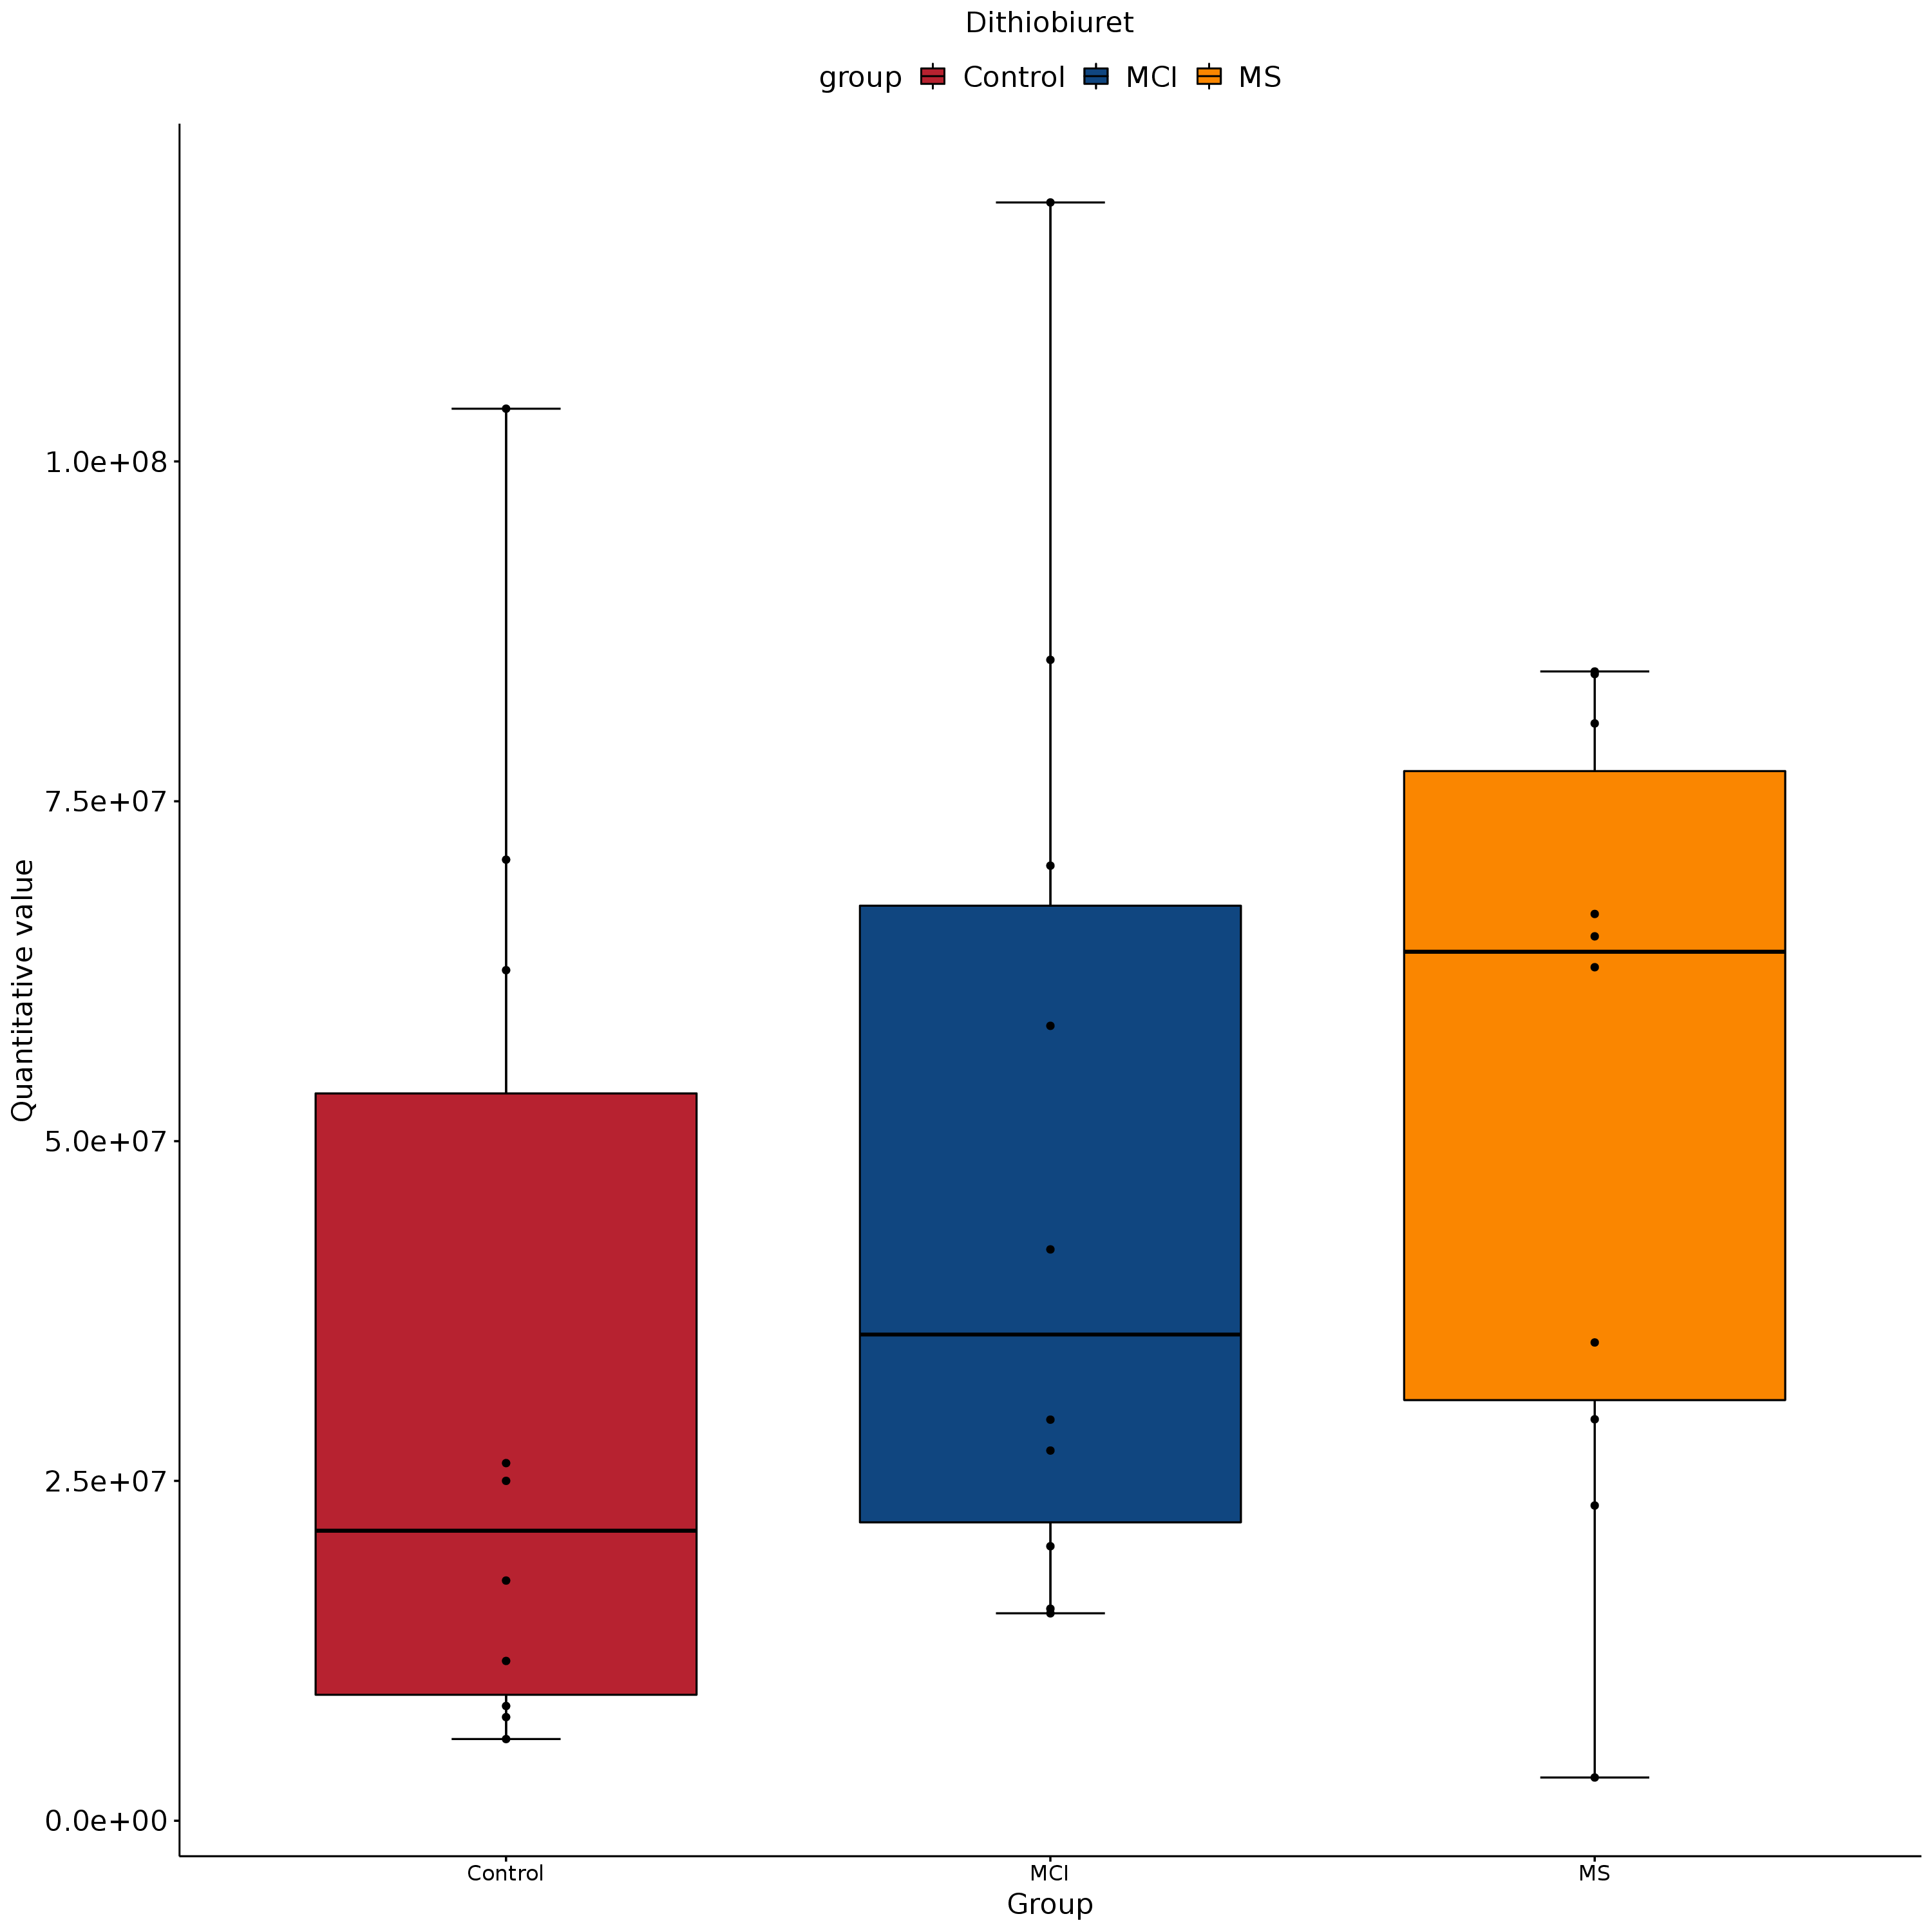 Dithiobiuret
group Control MCI MS
Quantitative value
1.0e+08
7.5e+07
5.0e+07
2.5e+07
0.0e+00
Control MCI MS
Group